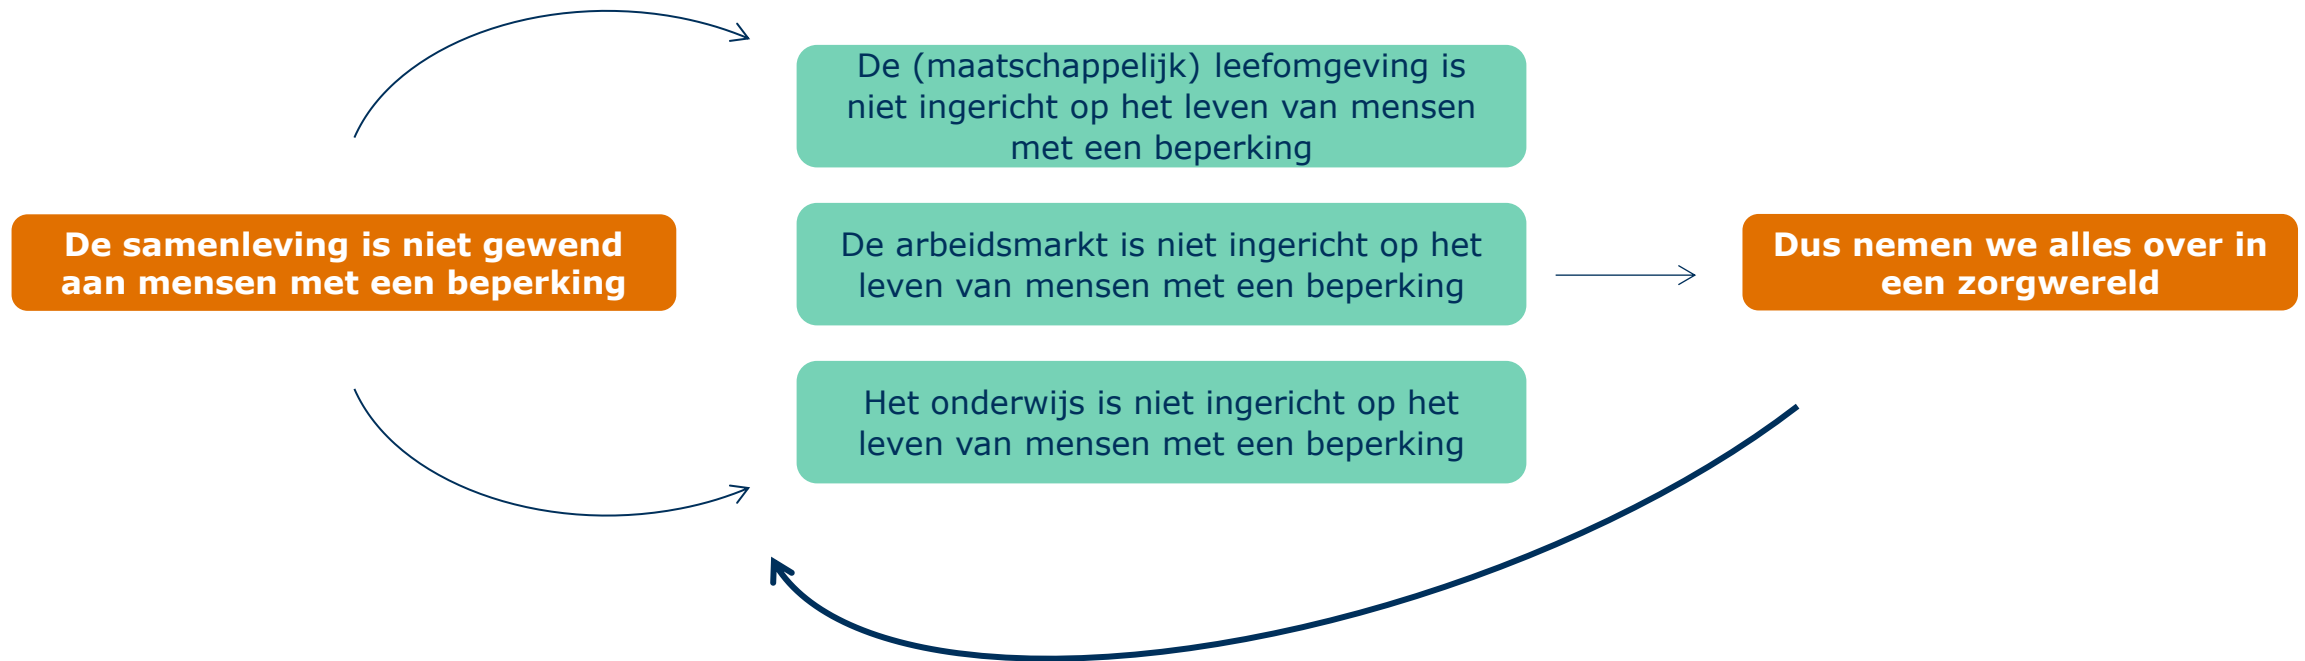 De (maatschappelijk) leefomgeving is
niet ingericht op het leven van mensen
met een beperking
De samenleving is niet gewend
aan mensen met een beperking
De arbeidsmarkt is niet ingericht op het
leven van mensen met een beperking
Dus nemen we alles over in
een zorgwereld
Het onderwijs is niet ingericht op het
leven van mensen met een beperking